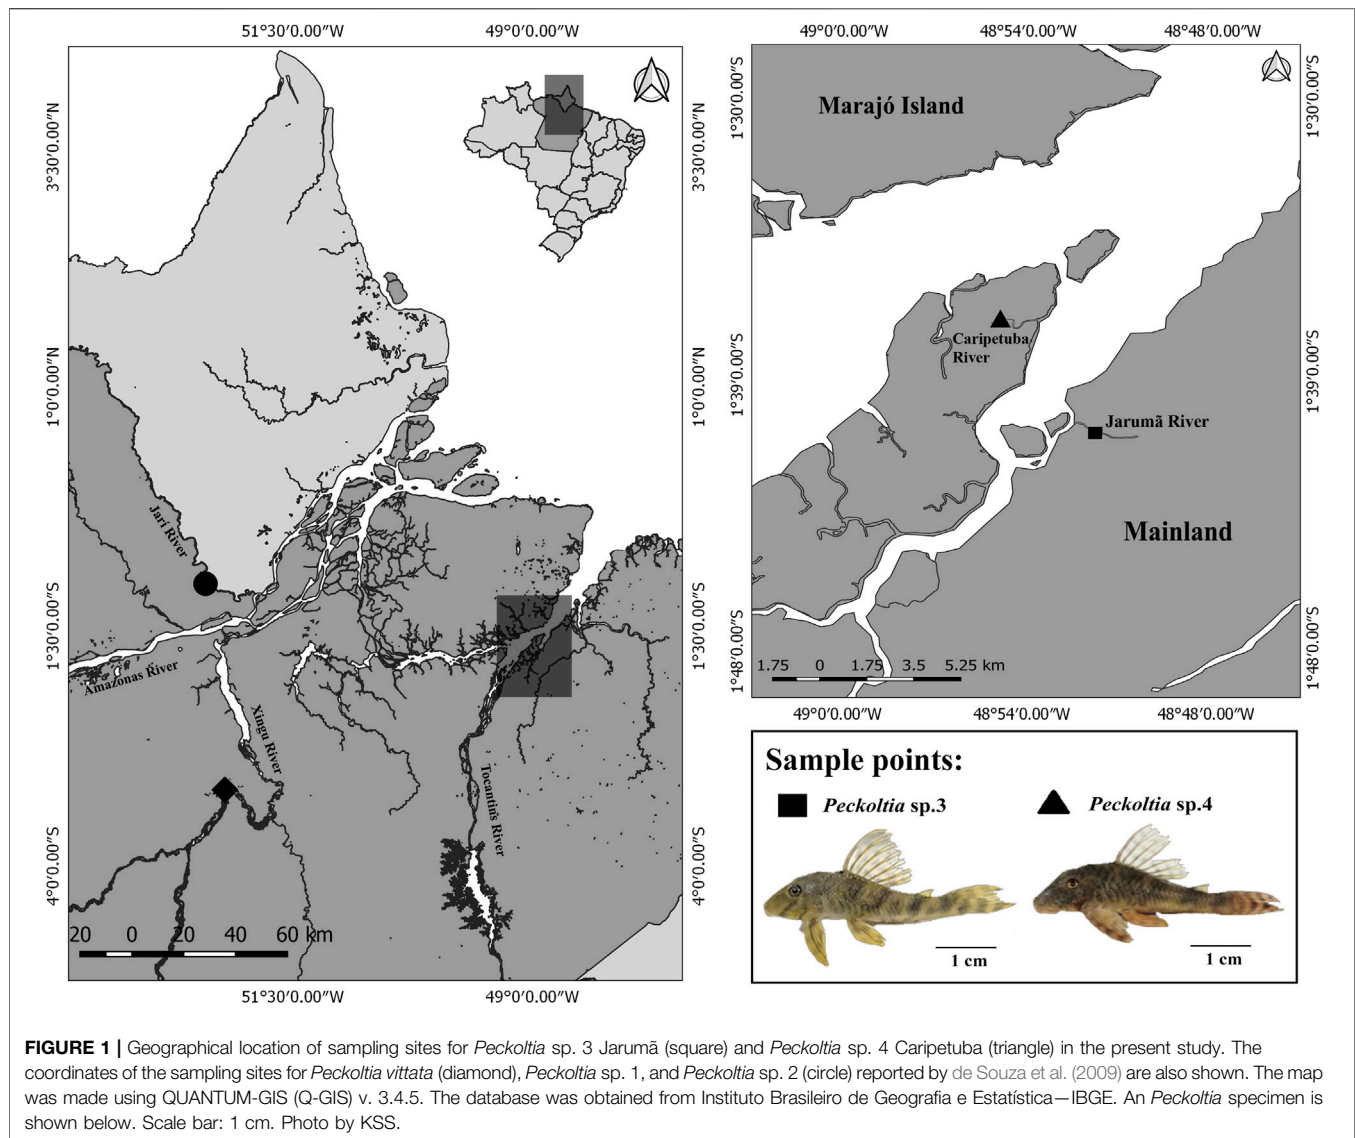 51°30′0.00″W 49°0′0.00″W
3°30′0.00″N
1°0′0.00″N
1°30′0.00″S
4°0′0.00″S
3°30′0.00″N
1°0′0.00″N
1°30′0.00″S
4°0′0.00″S
Jari River
Amazonas River
Xingu River
Tocantins River
20 0 20 40 60 km
51°30′0.00″W 49°0′0.00″W
49°0′0.00″W 48°54′0.00″W 48°48′0.00″W
1°30′0.00″S
1°39′0.00″S
1°48′0.00″S
1°30′0.00″S
1°39′0.00″S
1°48′0.00″S
Marajó Island
Caripetuba
River
Jarumã River
Mainland
1.75 0 1.75 3.5 5.25 km
49°0′0.00″W 48°54′0.00″W 48°48′0.00″W
Sample points:
Peckoltia sp.3 Peckoltia sp.4
1 cm 1 cm
FIGURE 1 | Geographical location of sampling sites for Peckoltia sp. 3 Jarumã (square) and Peckoltia sp. 4 Caripetuba (triangle) in the present study. The
coordinates of the sampling sites for Peckoltia vittata (diamond), Peckoltia sp. 1, and Peckoltia sp. 2 (circle) reported by de Souza et al. (2009) are also shown. The map
was made using QUANTUM-GIS (Q-GIS) v. 3.4.5. The database was obtained from Instituto Brasileiro de Geografia e Estatística—IBGE. An Peckoltia specimen is
shown below. Scale bar: 1 cm. Photo by KSS.